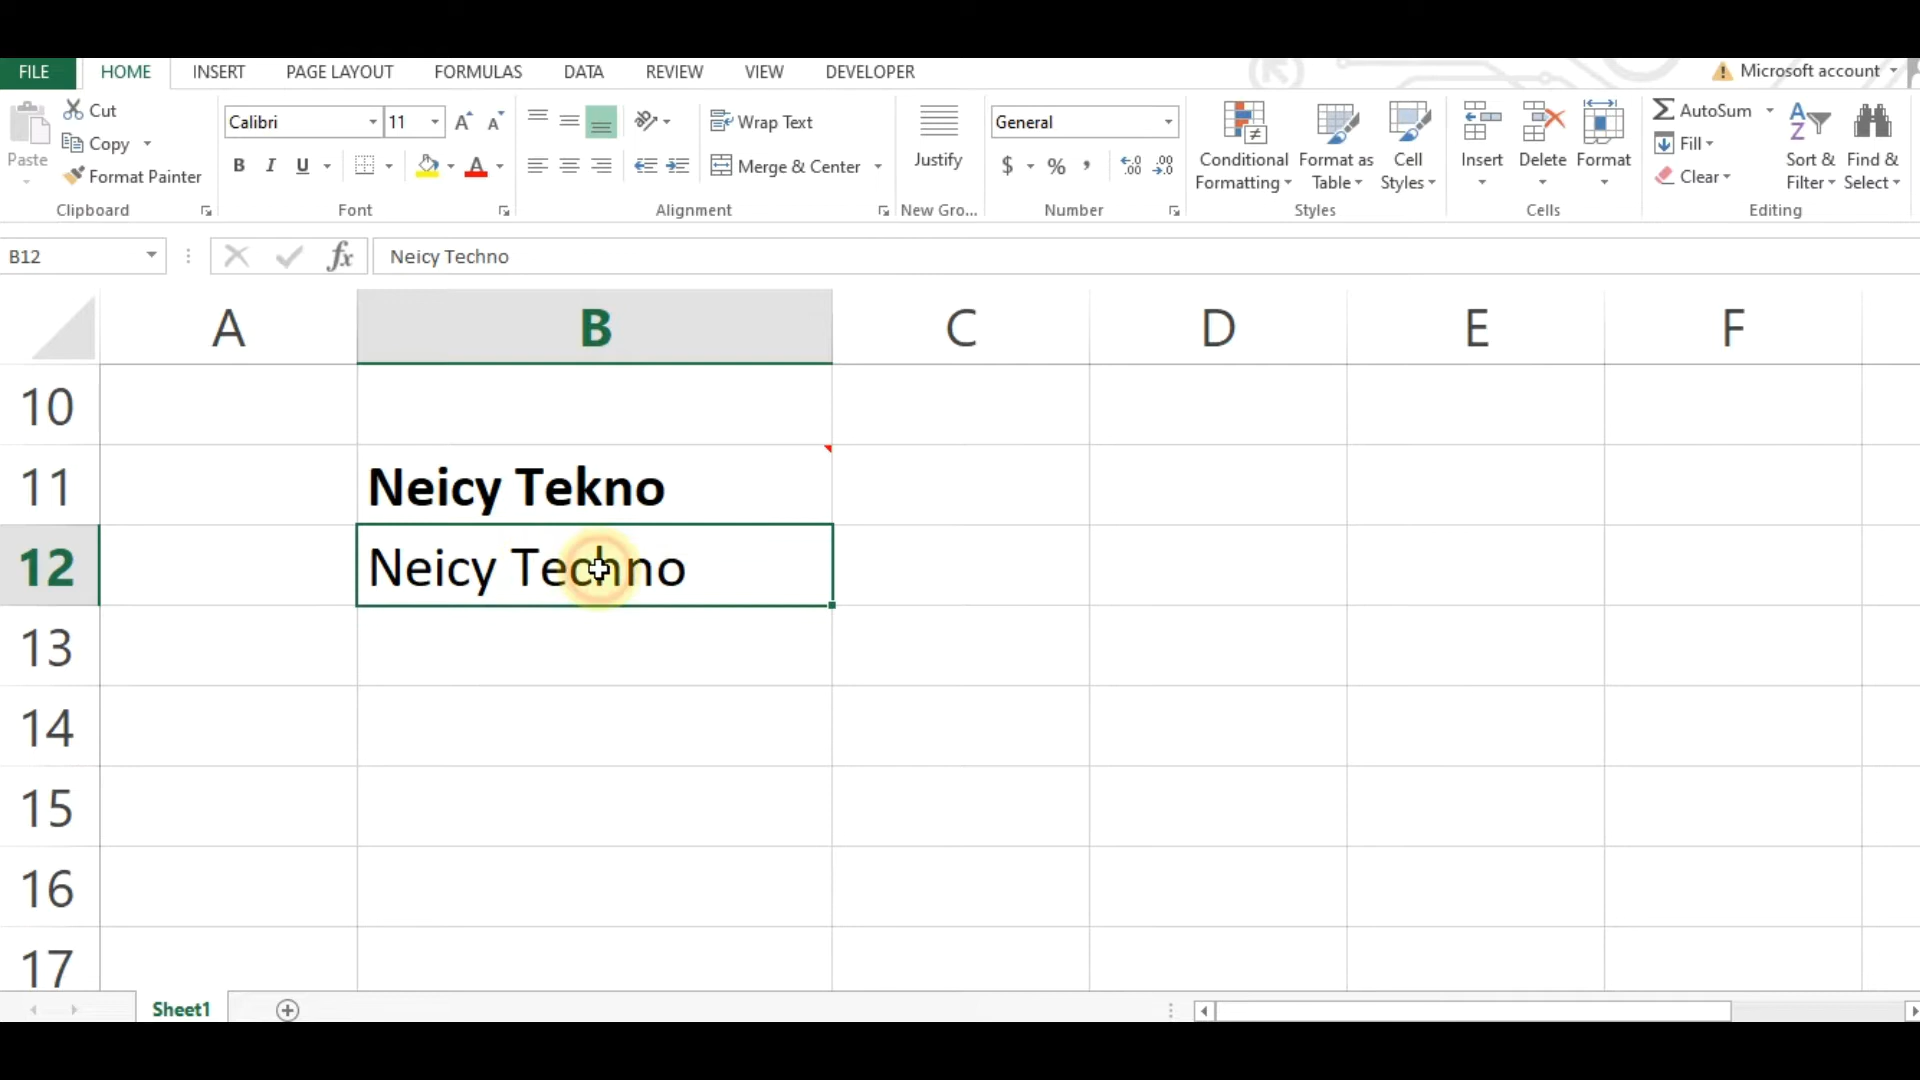 FILE HOME INSERT PAGE LAYOUT FORMULAS DATA REVIEW VIEW DEVELOPER Microsoft account
Paste
Cut
Copy
Format Painter
Clipboard
Calibri 11
B I U
Font
Wrap Text
Merge & Center
Alignment
Justify
New Gro...
General
$ % ,
Number
Conditional Formatting
Format as Table
Cell Styles
Styles
Insert
Delete
Format
Cells
AutoSum
Fill
Clear
Sort & Filter
Find & Select
Editing
B12 fx Neicy Techno
A B C D E F
10
11 Neicy Tekno
12 Neicy Techno
13
14
15
16
17
Sheet1